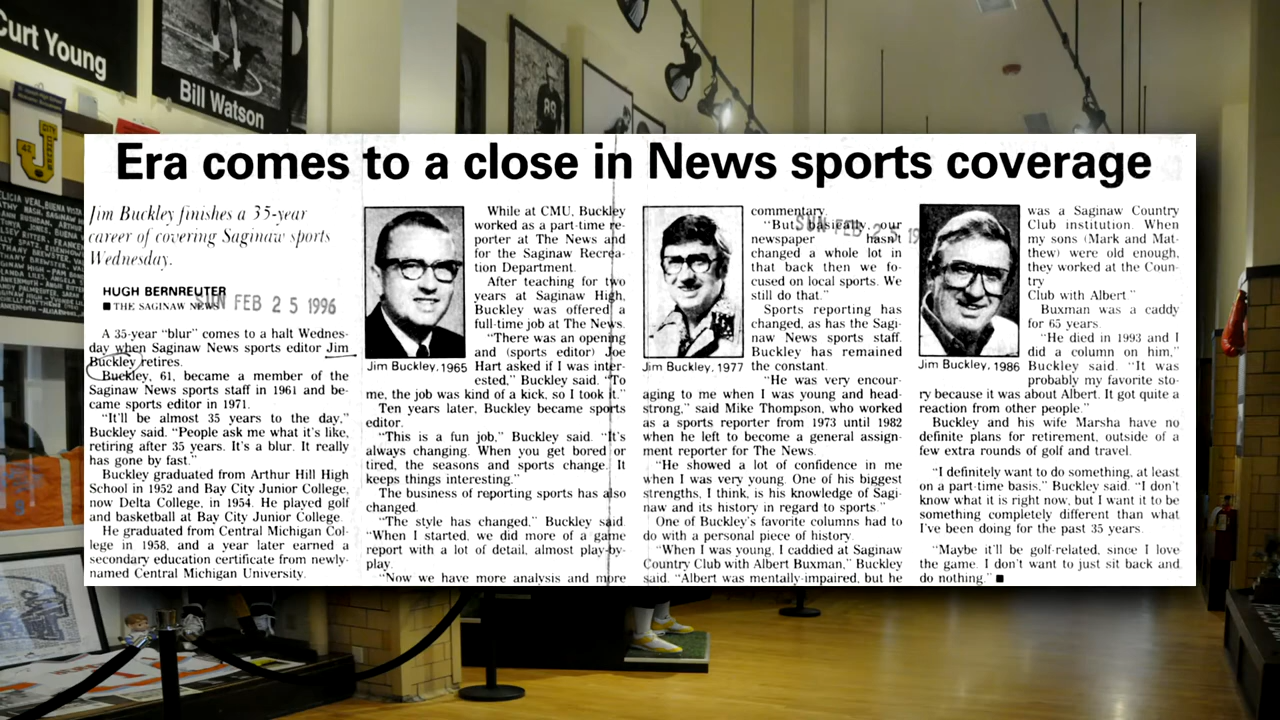 Curt Young
Bill Watson
Era comes to a close in News sports coverage
Jim Buckley finishes a 35-year
career of covering Saginaw sports
Wednesday.
HUGH BERNREUTER
■ THE SAGINAW NEWS
SUN FEB 25 1996
A 35-year "blur" comes to a halt Wednes-
day when Saginaw News sports editor Jim
Buckley retires.
Buckley, 61, became a member of the
Saginaw News sports staff in 1961 and be-
came sports editor in 1971.
"It'll be almost 35 years to the day,"
Buckley said. "People ask me what it's like,
retiring after 35 years. It's a blur. It really
has gone by fast."
Buckley graduated from Arthur Hill High
School in 1952 and Bay City Junior College,
now Delta College, in 1954. He played golf
and basketball at Bay City Junior College.
He graduated from Central Michigan Col-
lege in 1958, and a year later earned a
secondary education certificate from newly-
named Central Michigan University.
Jim Buckley, 1965
While at CMU, Buckley
worked as a part-time re-
porter at The News and
for the Saginaw Recrea-
tion Department.
After teaching for two
years at Saginaw High,
Buckley was offered a
full-time job at The News.
"There was an opening
and (sports editor) Joe
Hart asked if I was inter-
ested," Buckley said. "To
me, the job was kind of a kick, so I took it."
Ten years later, Buckley became sports
editor.
"This is a fun job," Buckley said. "It's
always changing. When you get bored or
tired, the seasons and sports change. It
keeps things interesting."
The business of reporting sports has also
changed.
"The style has changed," Buckley said.
"When I started, we did more of a game
report with a lot of detail, almost play-by-
play.
"Now we have more analysis and more
Jim Buckley, 1977
commentary.
"But basically, our
newspaper hasn't
changed a whole lot in
that back then we fo-
cused on local sports. We
still do that."
Sports reporting has
changed, as has the Sagi-
naw News sports staff.
Buckley has remained
the constant.
"He was very encour-
aging to me when I was young and head-
strong," said Mike Thompson, who worked
as a sports reporter from 1973 until 1982
when he left to become a general assign-
ment reporter for The News.
"He showed a lot of confidence in me
when I was very young. One of his biggest
strengths, I think, is his knowledge of Sagi-
naw and its history in regard to sports."
One of Buckley's favorite columns had to
do with a personal piece of history.
"When I was young, I caddied at Saginaw
Country Club with Albert Buxman," Buckley
said. "Albert was mentally-impaired, but he
SUN FEB 25 19
Jim Buckley, 1986
was a Saginaw Country
Club institution. When
my sons (Mark and Mat-
thew) were old enough,
they worked at the Coun-
try
Club with Albert."
Buxman was a caddy
for 65 years.
"He died in 1993 and I
did a column on him,"
Buckley said. "It was
probably my favorite sto-
ry because it was about Albert. It got quite a
reaction from other people."
Buckley and his wife Marsha have no
definite plans for retirement, outside of a
few extra rounds of golf and travel.
"I definitely want to do something, at least
on a part-time basis," Buckley said. "I don't
know what it is right now, but I want it to be
something completely different than what
I've been doing for the past 35 years.
"Maybe it'll be golf-related, since I love
the game. I don't want to just sit back and
do nothing." ■